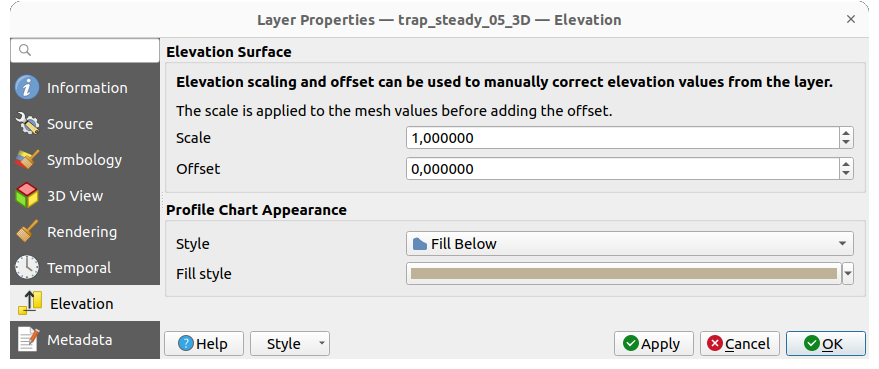 Layer Properties — trap_steady_05_3D — Elevation
Information
Source
Symbology
3D View
Rendering
Temporal
Elevation
Metadata
Elevation Surface
Elevation scaling and offset can be used to manually correct elevation values from the layer.
The scale is applied to the mesh values before adding the offset.
Scale 1,000000
Offset 0,000000
Profile Chart Appearance
Style Fill Below
Fill style
Help Style Apply Cancel OK